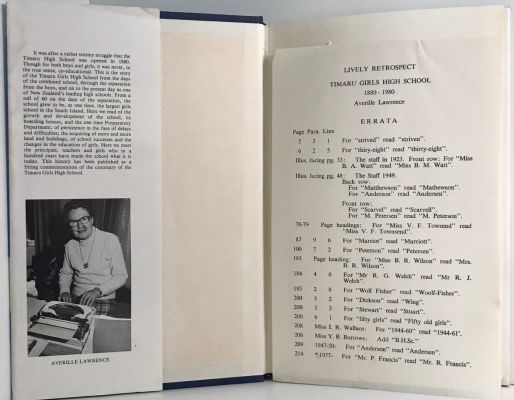 It was after a rather stormy struggle that the
Timaru High School was opened in 1880.
Though for both boys and girls, it was never, in
the true sense, co-educational. This is the story
of the Timaru Girls High School from the days
of the combined school, through the separation
from the boys, and on to the present day as one
of New Zealand's leading high schools. From a
roll of 60 on the date of the separation, the
school grew to be, at one time, the largest girls
school in the South Island. Here we read of the
growth and development of the school, its
boarding houses, and the one time Preparatory
Department; of persistence in the face of delays
and difficulties; the acquiring of more and more
land and buildings, of school successes and the
changes in the education of girls. Here we meet
the principals, teachers and girls who in a
hundred years have made the school what it is
today. This history has been published as a
fitting commemoration of the centenary of the
Timaru Girls High School.
AVERILLE LAWRENCE
LIVELY RETROSPECT
TIMARU GIRLS HIGH SCHOOL
1880 - 1980
Averille Lawrence
ERRATA
Page Para Line
5 3 1 For "strived" read "striven".
6 2 5 For "thirty-eight" read "thirty-eight".
Illus. facing pg. 33: The staff in 1923. Front row: For "Miss
B. A. Watt" read "Miss B. M. Watt".
Illus. facing pg. 48: The Staff 1949.
Back row:
For "Matthewson" read "Mathewson".
For "Anderson" read "Andersen".
Front row:
For "Scarvel" read "Scarvell".
For "M. Petersen" read "M. Peterson".
78-79 Page headings: For "Miss V. F. Towsend" read
"Miss V. F. Townsend".
87 9 6 For "Marriot" read "Marriott".
100 7 2 For "Peterson" read "Petersen".
183 Page heading: For "Miss B. R. Wilson" read "Mrs.
B. R. Wilson".
184 4 6 For "Mr R. G. Welch" read "Mr R. J.
Welch".
185 2 8 For "Wolf Fisher" read "Woolf-Fisher".
200 3 2 For "Dickson" read "Wing".
200 3 3 For "Stewart" read "Stuart".
200 6 1 For "fifty girls" read "Fifty old girls".
208 Miss I. R. Wallace: For "1944-60" read "1944-61".
208 Miss Y. R. Burrows: Add "B.H.Sc."
209 1947-50: For "Anderson" read "Andersen".
214 1977- For "Mr. P. Francis" read "Mr. R. Francis".